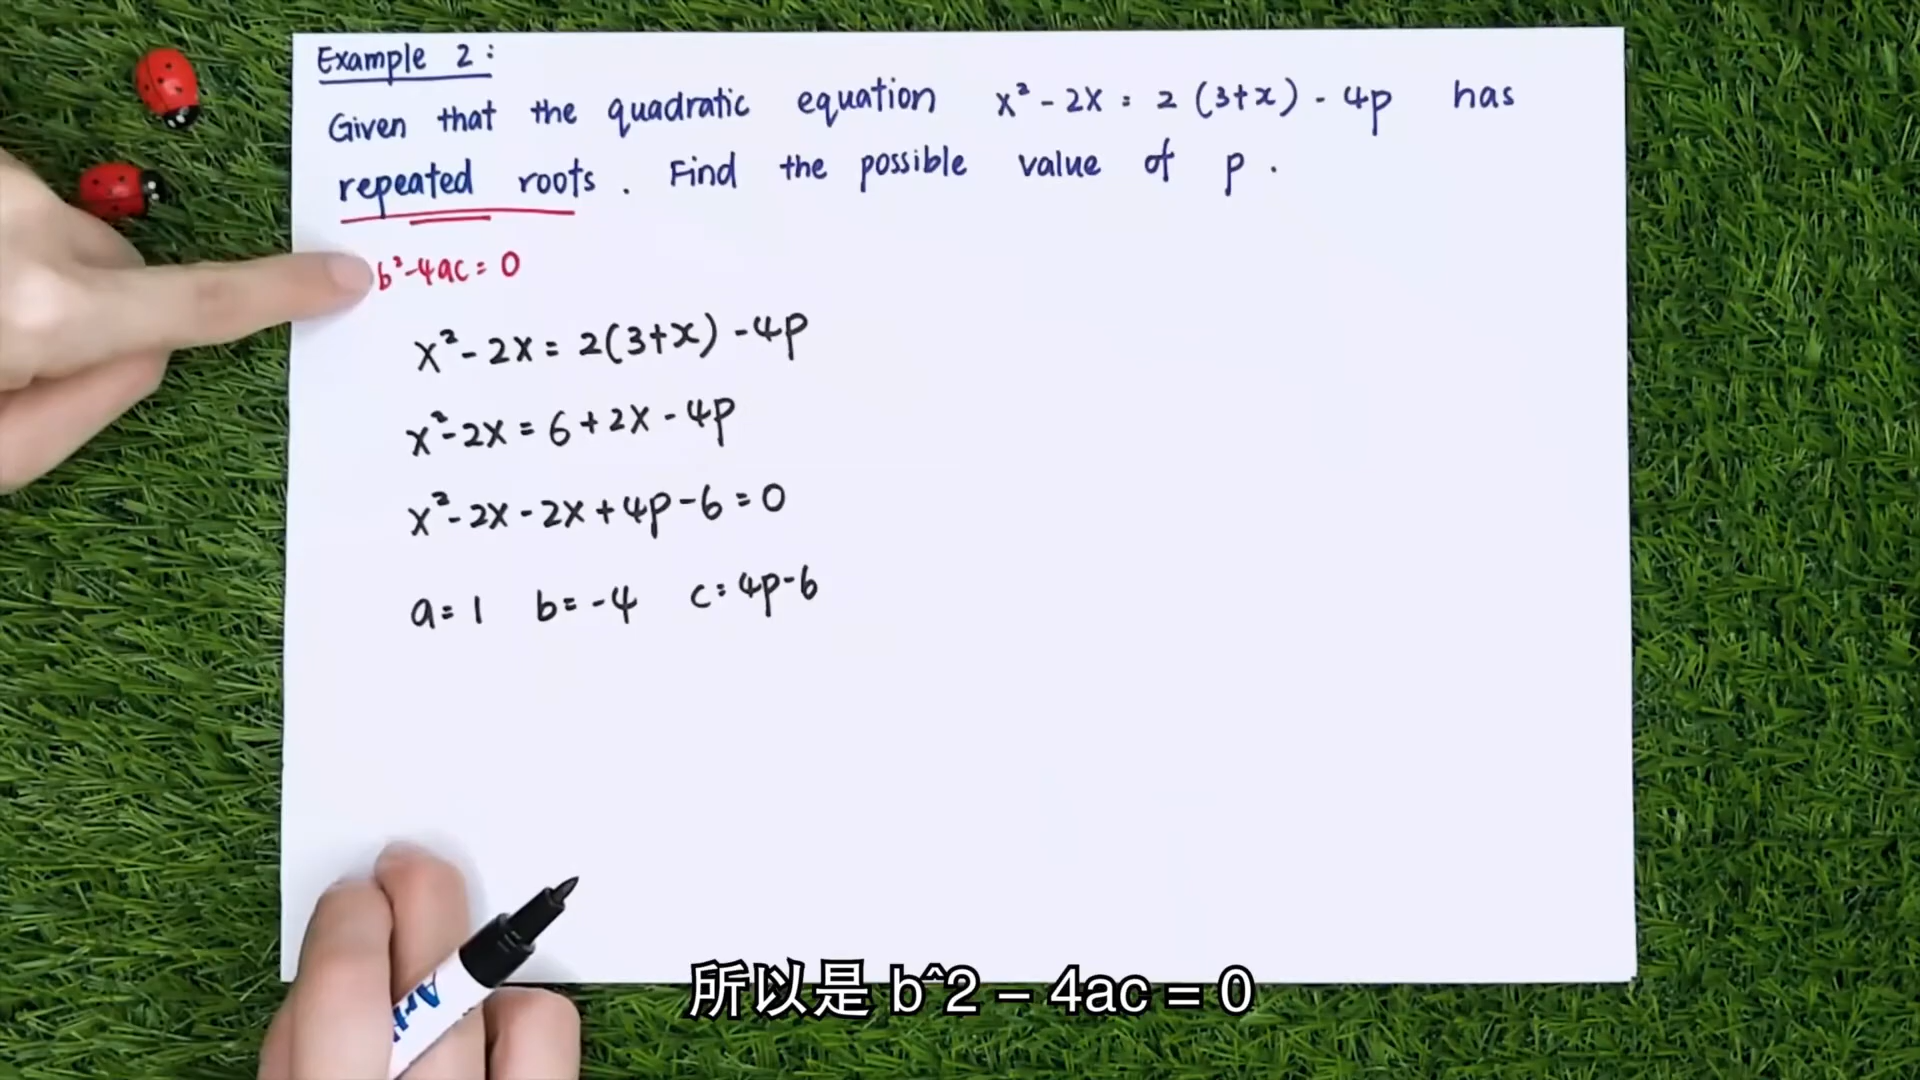 Example 2:
Given that the quadratic equation x² - 2x = 2 (3+x) - 4p has
repeated roots. Find the possible value of p.
b²-4ac = 0
x² - 2x = 2(3+x) - 4p
x² - 2x = 6 + 2x - 4p
x² - 2x - 2x + 4p - 6 = 0
a = 1 b = -4 c = 4p-6
所以是 b^2 – 4ac = 0